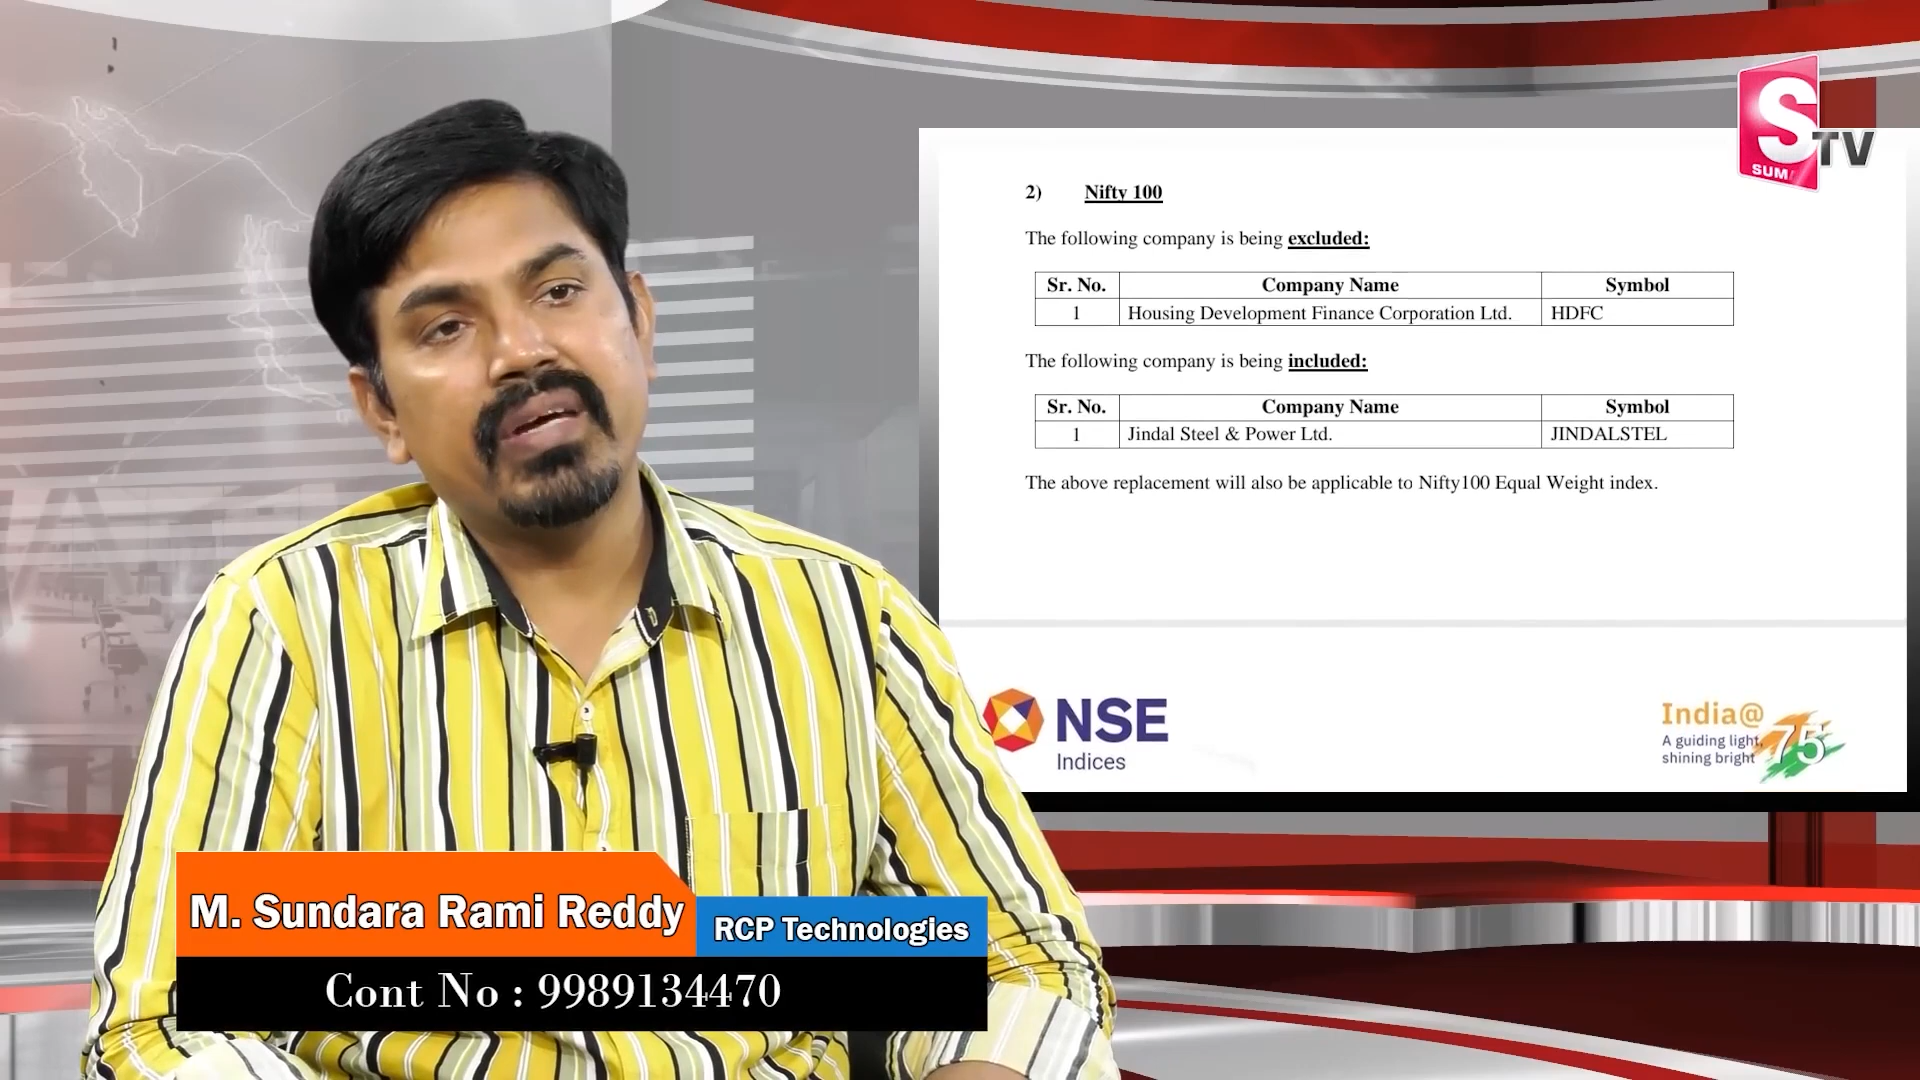 S
TV
SUM
2) Nifty 100
The following company is being excluded:
Sr. No. Company Name Symbol
1 Housing Development Finance Corporation Ltd. HDFC
The following company is being included:
Sr. No. Company Name Symbol
1 Jindal Steel & Power Ltd. JINDALSTEL
The above replacement will also be applicable to Nifty100 Equal Weight index.
NSE
Indices
India@
75
A guiding light,
shining bright
M. Sundara Rami Reddy
RCP Technologies
Cont No : 9989134470